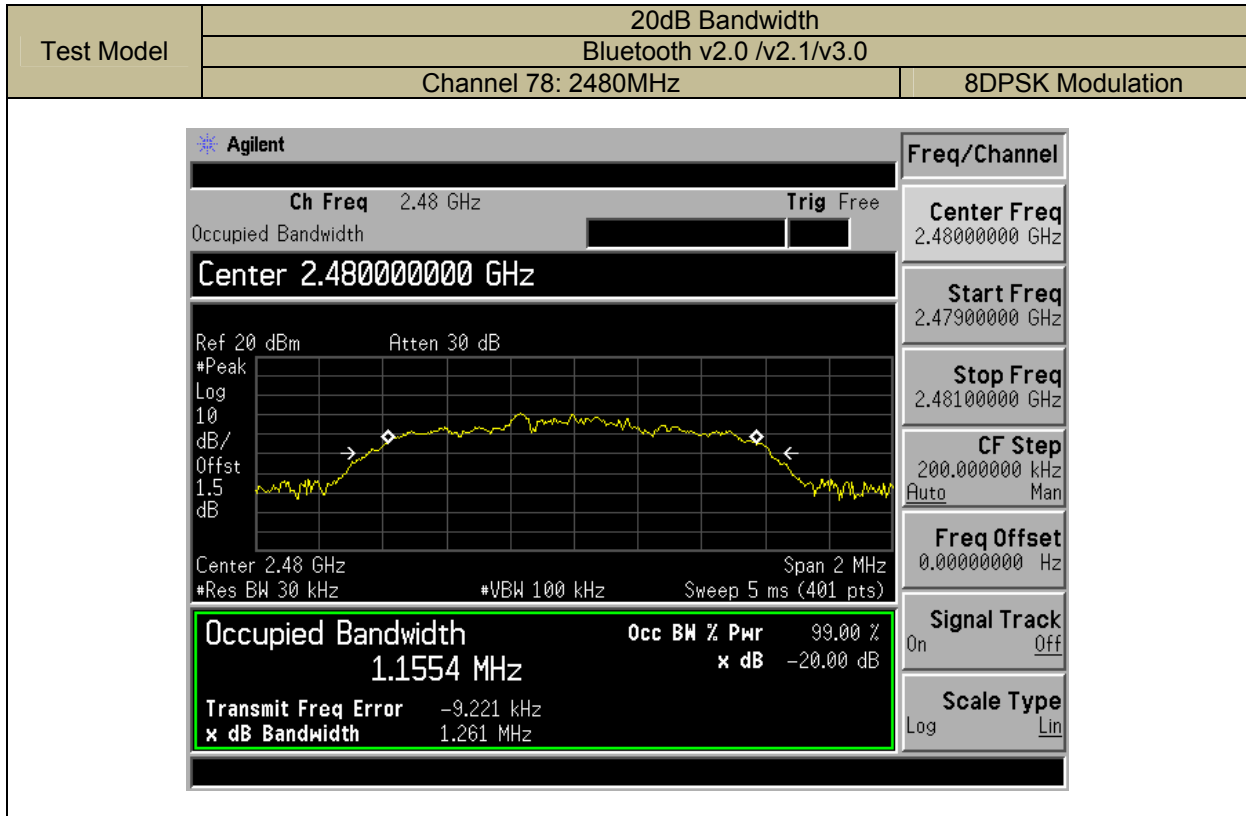 Test Model
20dB Bandwidth
Bluetooth v2.0 /v2.1/v3.0
Channel 78: 2480MHz
8DPSK Modulation
Agilent
Ch Freq 2.48 GHz
Trig Free
Occupied Bandwidth
Center 2.480000000 GHz
Ref 20 dBm
Atten 30 dB
#Peak
Log
10
dB/
Offst
1.5
dB
Center 2.48 GHz
Span 2 MHz
#Res BW 30 kHz
#VBW 100 kHz
Sweep 5 ms (401 pts)
Occupied Bandwidth
1.1554 MHz
Occ BW % Pwr 99.00 %
x dB -20.00 dB
Transmit Freq Error -9.221 kHz
x dB Bandwidth 1.261 MHz
Freq/Channel
Center Freq
2.48000000 GHz
Start Freq
2.47900000 GHz
Stop Freq
2.48100000 GHz
CF Step
200.000000 kHz
Auto Man
Freq Offset
0.00000000 Hz
Signal Track
On Off
Scale Type
Log Lin